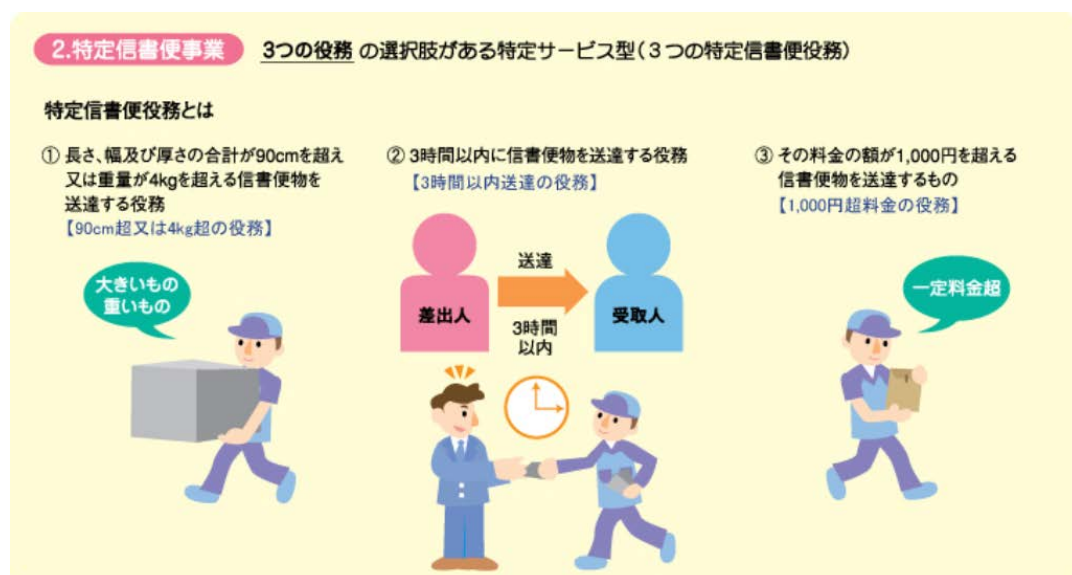 2.特定信書便事業 3つの役務 の選択肢がある特定サービス型(3つの特定信書便役務)
特定信書便役務とは
① 長さ、幅及び厚さの合計が90cmを超え
又は重量が4kgを超える信書便物を
送達する役務
【90cm超又は4kg超の役務】
大きいもの
重いもの
② 3時間以内に信書便物を送達する役務
【3時間以内送達の役務】
差出人
送達
3時間
以内
受取人
③ その料金の額が1,000円を超える
信書便物を送達するもの
【1,000円超料金の役務】
一定料金超